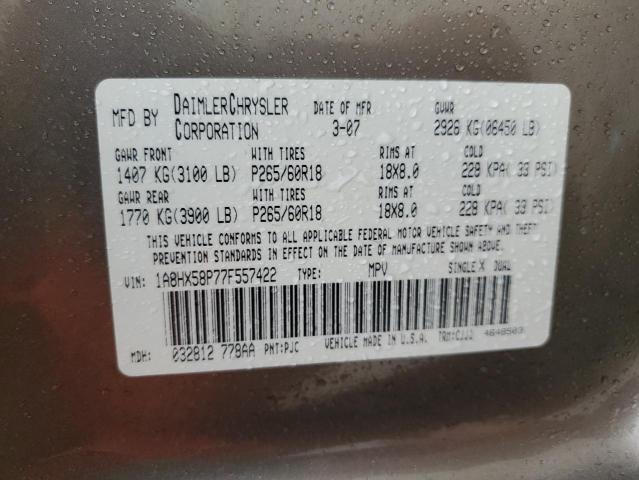 MFD BY DAIMLERCHRYSLER CORPORATION DATE OF MFR 3-07 GVWR 2926 KG(06450 LB)
GAWR FRONT WITH TIRES RIMS AT COLD
1407 KG(3100 LB) P265/60R18 18X8.0 228 KPA( 33 PSI)
GAWR REAR WITH TIRES RIMS AT COLD
1770 KG(3900 LB) P265/60R18 18X8.0 228 KPA( 33 PSI)
THIS VEHICLE CONFORMS TO ALL APPLICABLE FEDERAL MOTOR VEHICLE SAFETY AND THEFT
PREVENTION STANDARDS IN EFFECT ON THE DATE OF MANUFACTURE SHOWN ABOVE.
VIN: 1A8HX58P77F557422 TYPE: MPV SINGLE X DUAL
MDH: 032812 778AA PNT:PJC VEHICLE MADE IN U.S.A. TRM:CJJJ 4648503